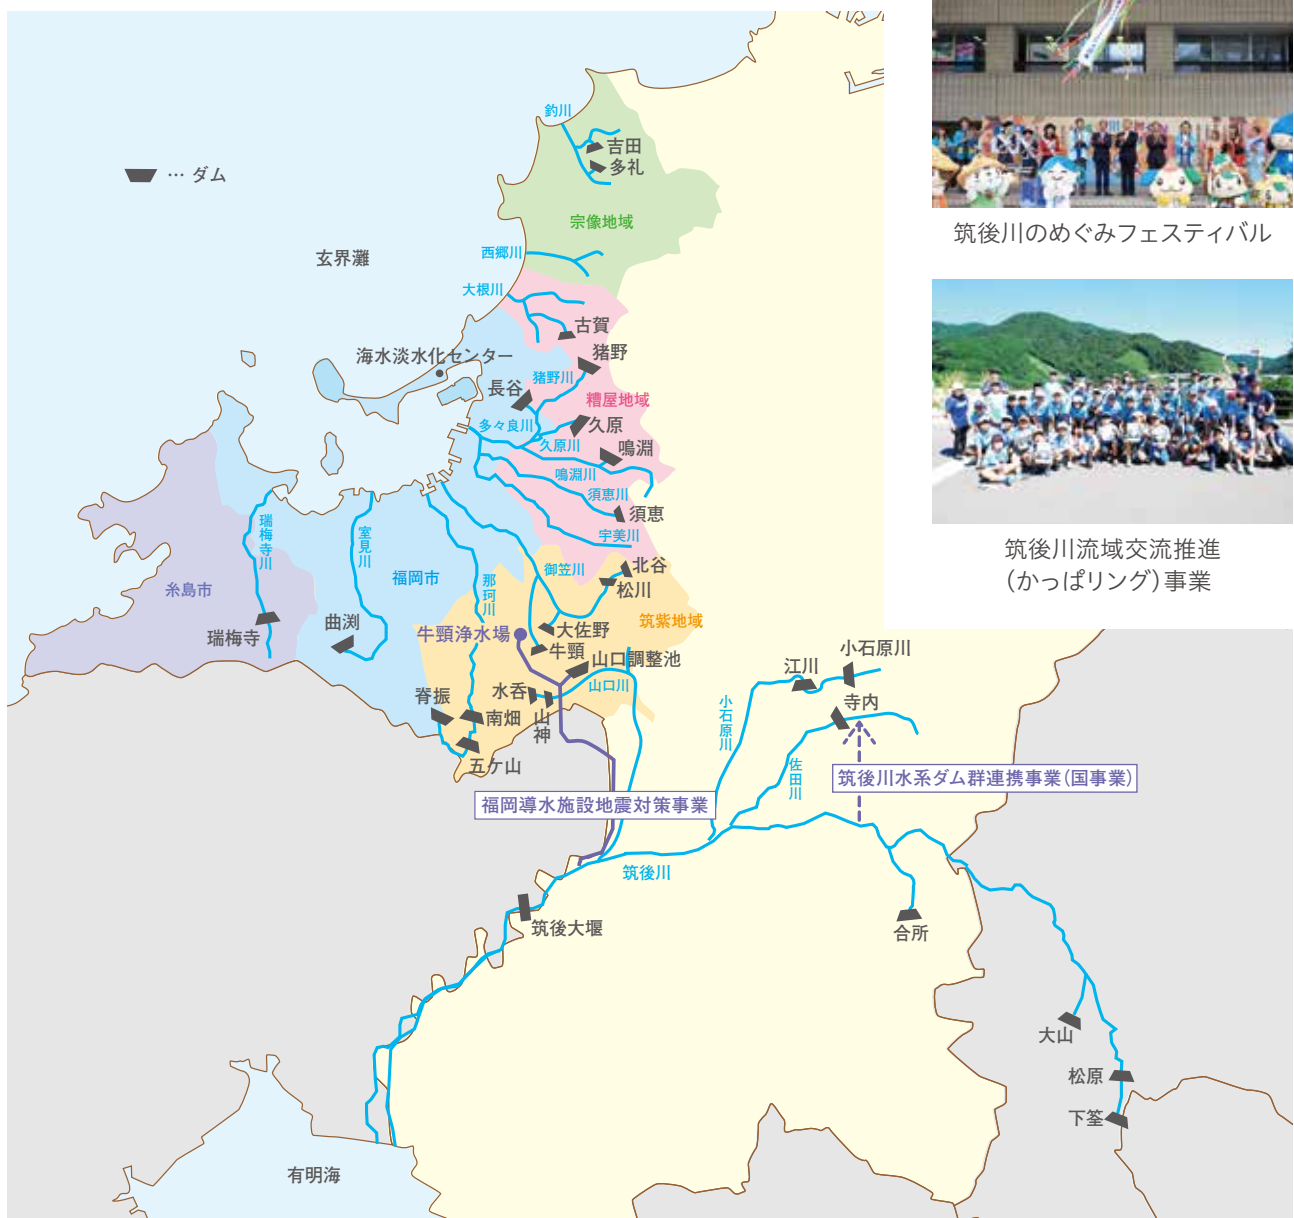 … ダム
玄界灘
釣川
吉田
多礼
宗像地域
西郷川
大根川
古賀
海水淡水化センター
猪野
猪野川
長谷
糟屋地域
多々良川
久原
久原川
鳴淵
鳴淵川
須恵川
須恵
宇美川
瑞梅寺川
室見川
福岡市
糸島市
那珂川
御笠川
北谷
松川
筑紫地域
瑞梅寺
曲渕
牛頸浄水場
大佐野
牛頸
山口調整池
山口川
脊振
南畑
水呑
山神
五ケ山
小石原川
江川
小石原川
寺内
佐田川
筑後川水系ダム群連携事業(国事業)
福岡導水施設地震対策事業
筑後川
筑後大堰
合所
大山
松原
下筌
有明海
筑後川のめぐみフェスティバル
筑後川流域交流推進
(かっぱリング)事業